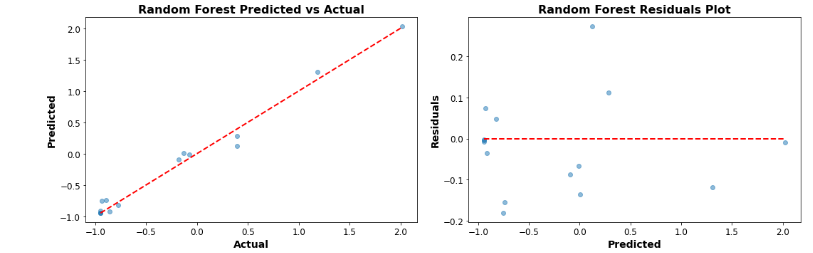 Random Forest Predicted vs Actual
2.0
1.5
1.0
0.5
0.0
−0.5
−1.0
Predicted
−1.0 −0.5 0.0 0.5 1.0 1.5 2.0
Actual
Random Forest Residuals Plot
0.2
0.1
0.0
−0.1
−0.2
Residuals
−1.0 −0.5 0.0 0.5 1.0 1.5 2.0
Predicted